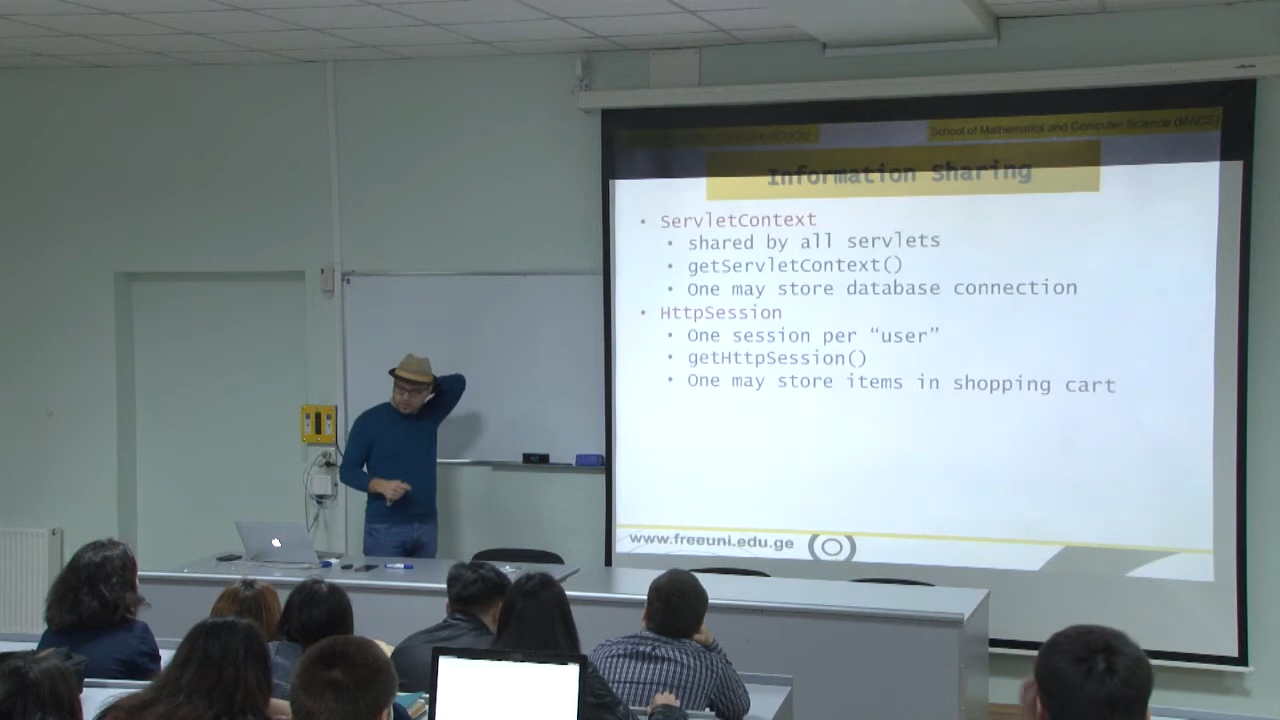 School of Mathematics and Computer Science (MACS)
Information Sharing
• ServletContext
• shared by all servlets
• getServletContext()
• One may store database connection
• HttpSession
• One session per “user”
• getHttpSession()
• One may store items in shopping cart
www.freeuni.edu.ge